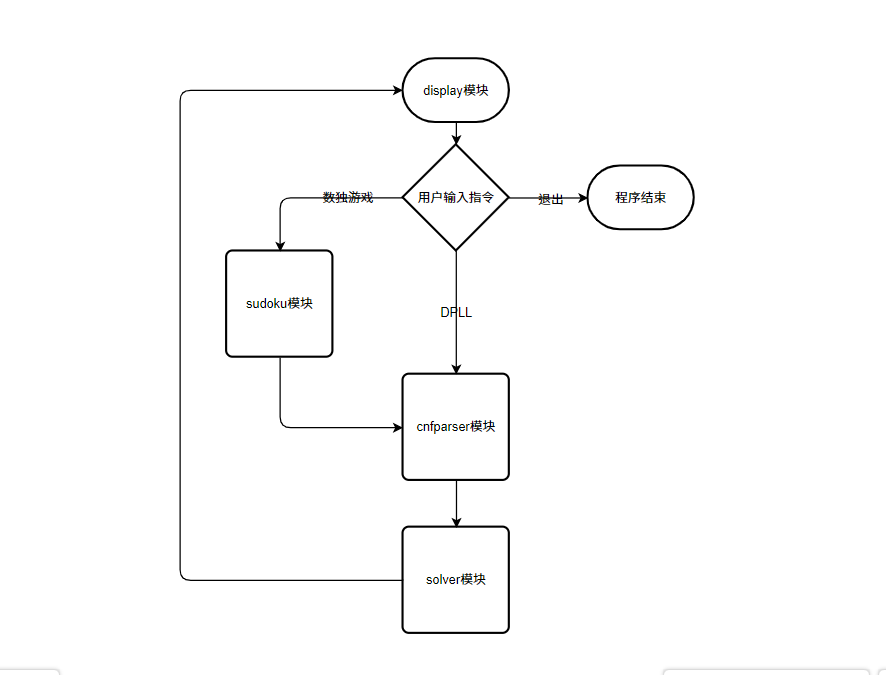 display模块
用户输入指令
数独游戏
退出
程序结束
sudoku模块
DPLL
cnfparser模块
solver模块